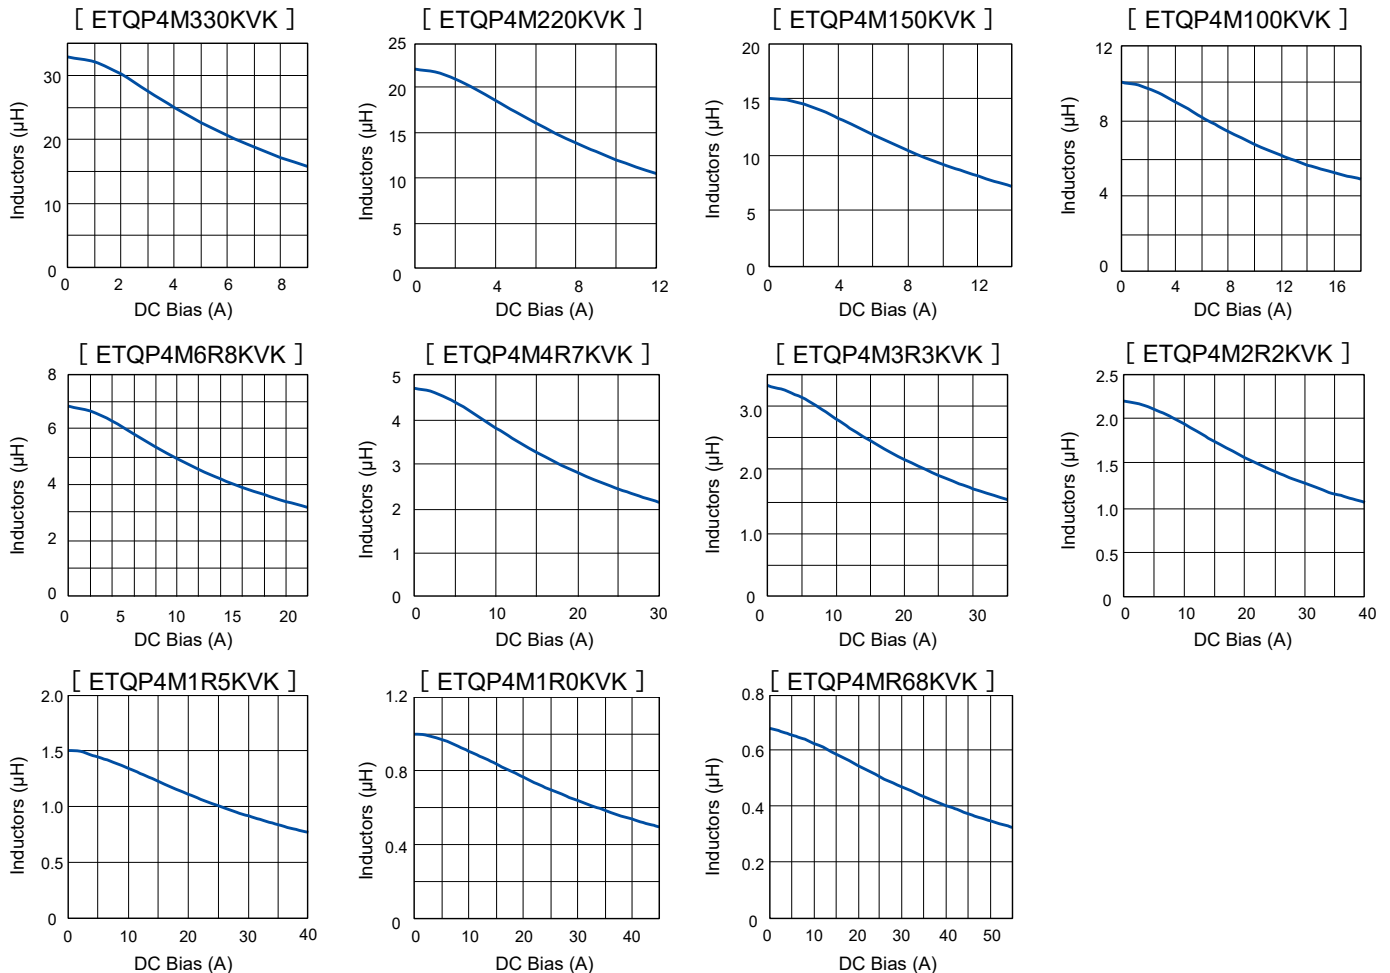 [ ETQP4M330KVK ]
Inductors (µH)
30
20
10
0
0 2 4 6 8
DC Bias (A)
[ ETQP4M220KVK ]
Inductors (µH)
25
20
15
10
5
0
0 4 8 12
DC Bias (A)
[ ETQP4M150KVK ]
Inductors (µH)
20
15
10
5
0
0 4 8 12
DC Bias (A)
[ ETQP4M100KVK ]
Inductors (µH)
12
8
4
0
0 4 8 12 16
DC Bias (A)
[ ETQP4M6R8KVK ]
Inductors (µH)
8
6
4
2
0
0 5 10 15 20
DC Bias (A)
[ ETQP4M4R7KVK ]
Inductors (µH)
5
4
3
2
1
0
0 10 20 30
DC Bias (A)
[ ETQP4M3R3KVK ]
Inductors (µH)
3.0
2.0
1.0
0
0 10 20 30
DC Bias (A)
[ ETQP4M2R2KVK ]
Inductors (µH)
2.5
2.0
1.5
1.0
0.5
0
0 10 20 30 40
DC Bias (A)
[ ETQP4M1R5KVK ]
Inductors (µH)
2.0
1.5
1.0
0.5
0
0 10 20 30 40
DC Bias (A)
[ ETQP4M1R0KVK ]
Inductors (µH)
1.2
0.8
0.4
0
0 10 20 30 40
DC Bias (A)
[ ETQP4MR68KVK ]
Inductors (µH)
0.8
0.6
0.4
0.2
0
0 10 20 30 40 50
DC Bias (A)